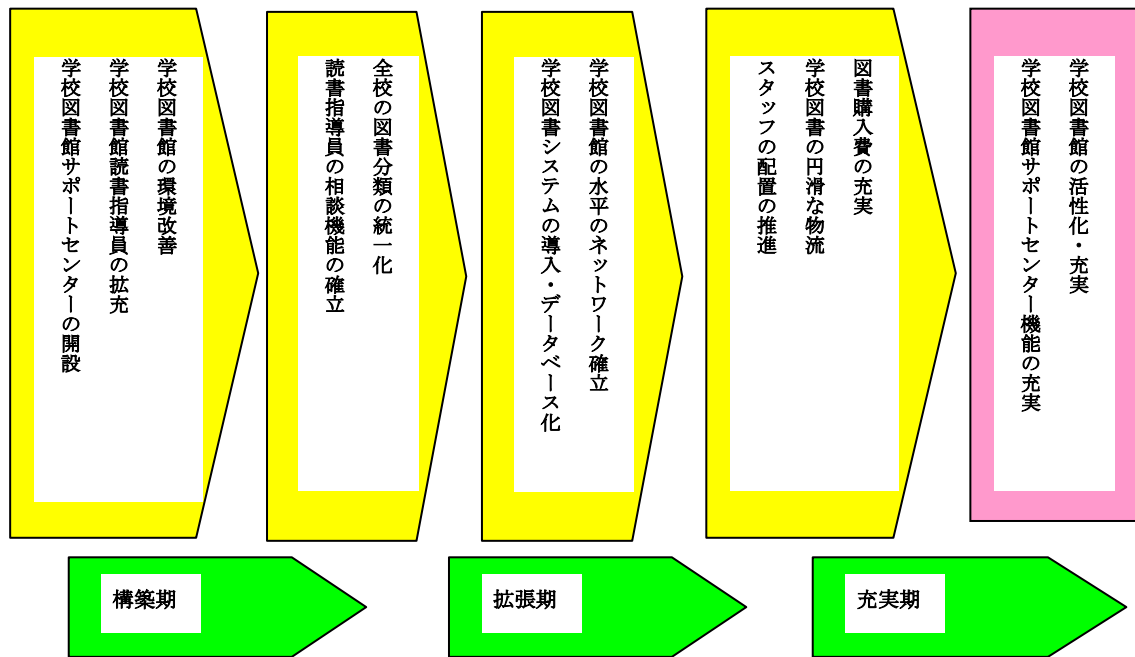 学校図書館の環境改善
学校図書館読書指導員の拡充
学校図書館サポートセンターの開設
全校の図書分類の統一化
読書指導員の相談機能の確立
学校図書館の水平のネットワーク確立
学校図書システムの導入・データベース化
図書購入費の充実
学校図書の円滑な物流
スタッフの配置の推進
学校図書館の活性化・充実
学校図書館サポートセンター機能の充実
構築期
拡張期
充実期